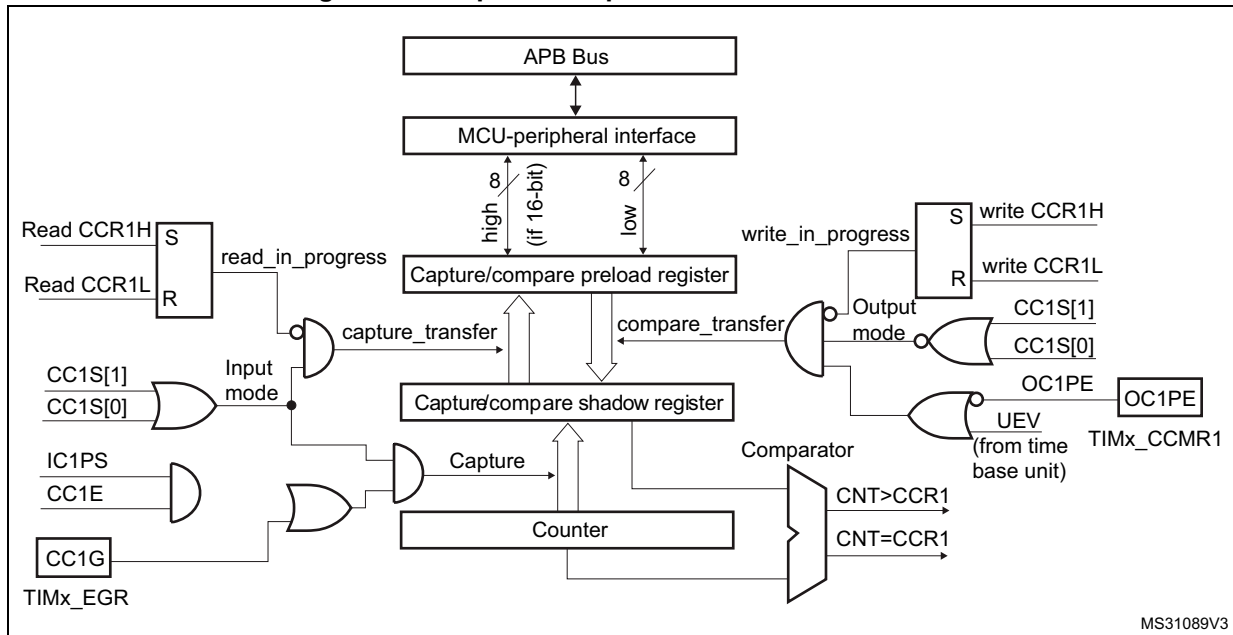 APB Bus
MCU-peripheral interface
8
high
(if 16-bit)
8
low
Read CCR1H
S
read_in_progress
Read CCR1L
R
write_in_progress
S
write CCR1H
R
write CCR1L
Capture/compare preload register
capture_transfer
compare_transfer
Output
mode
CC1S[1]
CC1S[0]
CC1S[1]
CC1S[0]
Input
mode
Capture/compare shadow register
OC1PE
OC1PE
UEV
(from time
base unit)
TIMx_CCMR1
IC1PS
CC1E
Capture
Comparator
CNT>CCR1
Counter
CNT=CCR1
CC1G
TIMx_EGR
MS31089V3